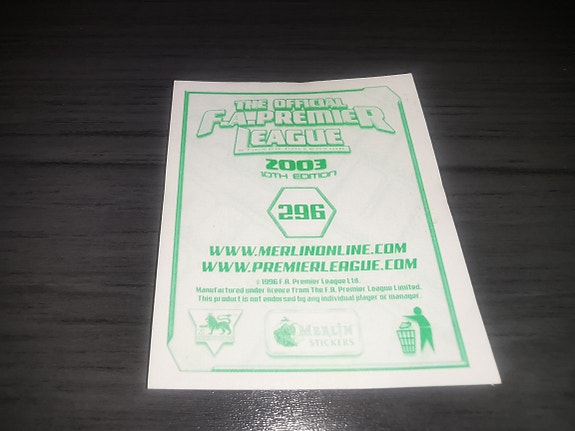 THE OFFICIAL
F.A. PREMIER
LEAGUE
STICKER COLLECTION
2003
10TH EDITION
296
WWW.MERLINONLINE.COM
WWW.PREMIERLEAGUE.COM
©1996 F.A. Premier League Ltd.
Manufactured under licence from The F.A. Premier League Limited.
This product is not endorsed by any individual player or manager
MERLIN
STICKERS